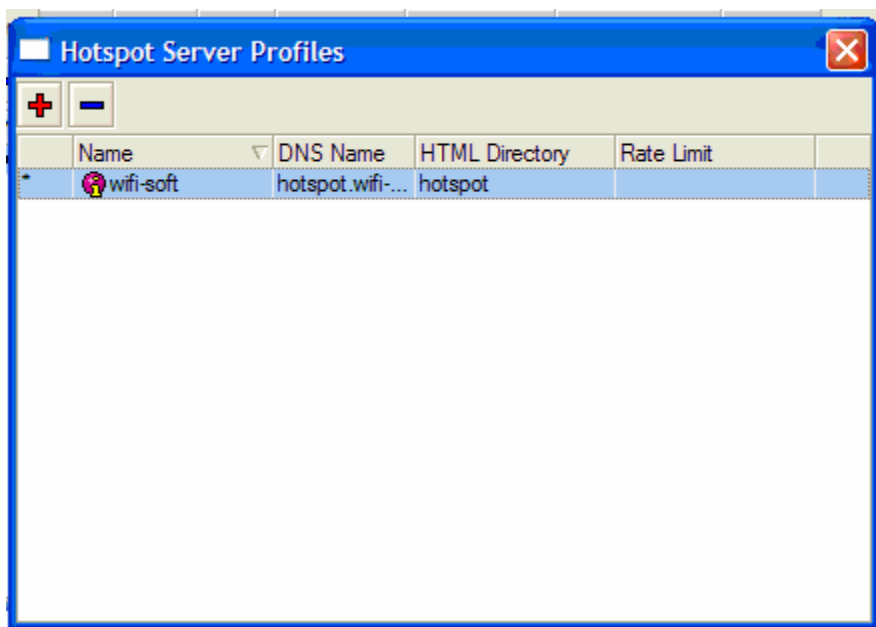 Hotspot Server Profiles
Name DNS Name HTML Directory Rate Limit
* wifi-soft hotspot.wifi-... hotspot